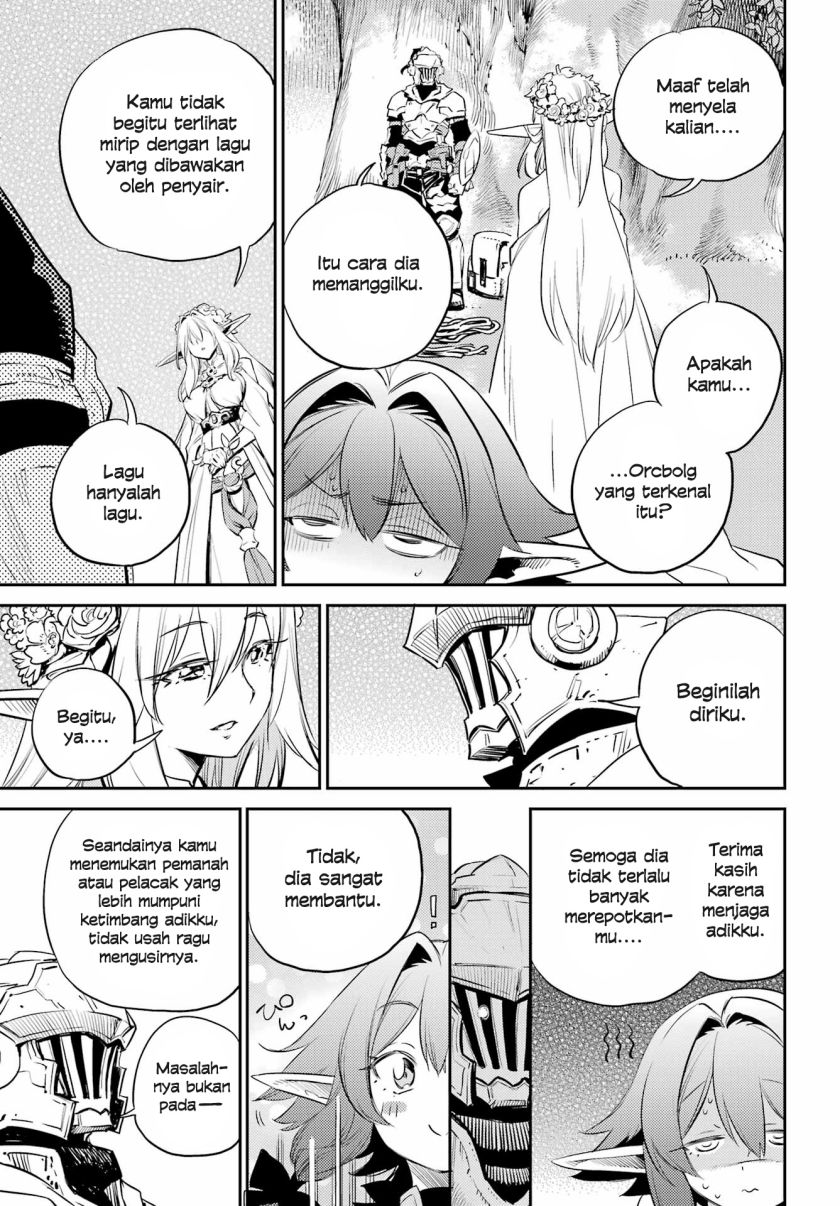 Maaf telah
menyela
kalian....
Apakah
kamu...
...Orcbolg
yang terkenal
itu?
Itu cara dia
memanggilku.
Kamu tidak
begitu terlihat
mirip dengan lagu
yang dibawakan
oleh penyair.
Lagu
hanyalah
lagu.
Beginilah
diriku.
Begitu,
ya....
Terima
kasih
karena
menjaga
adikku.
Semoga dia
tidak terlalu
banyak
merepotkan-
mu....
Tidak,
dia sangat
membantu.
!
ぴん。
Seandainya kamu
menemukan pemanah
atau pelacak yang
lebih mumpuni
ketimbang adikku,
tidak usah ragu
mengusirnya.
Masalah-
nya bukan
pada—